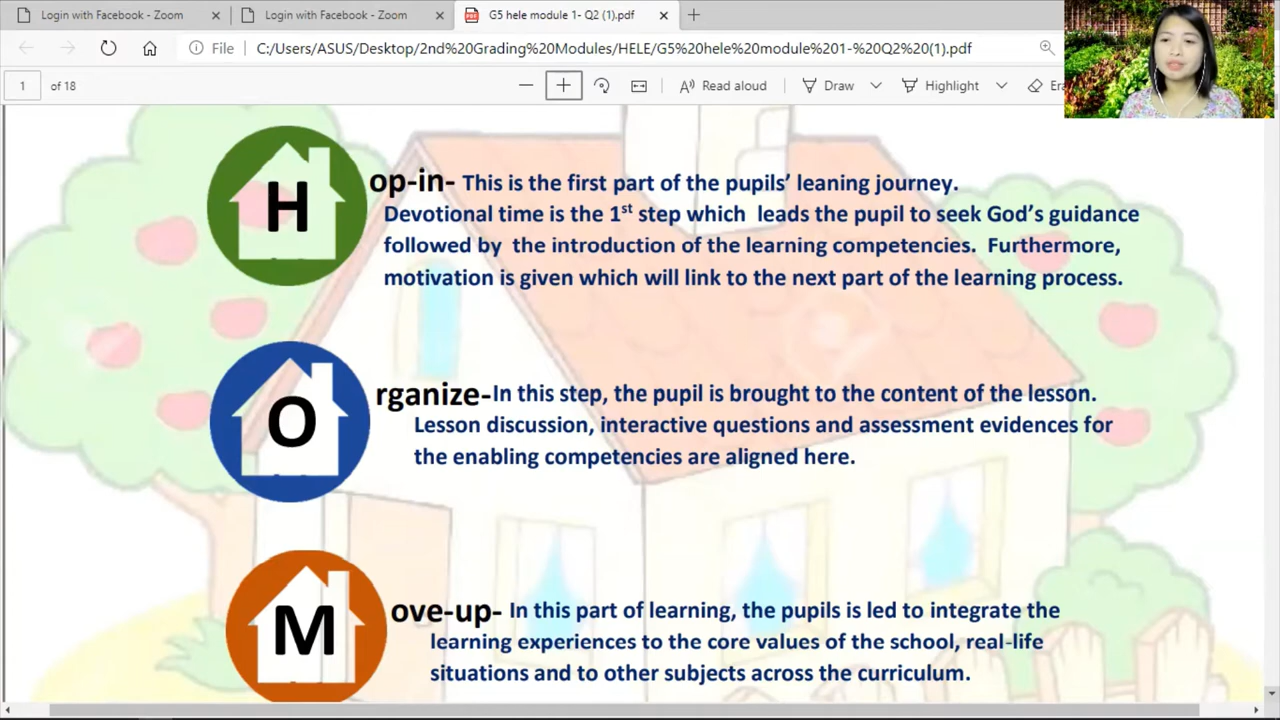 Login with Facebook - Zoom
Login with Facebook - Zoom
G5 hele module 1- Q2 (1).pdf
File
C:/Users/ASUS/Desktop/2nd%20Grading%20Modules/HELE/G5%20hele%20module%201-%20Q2%20(1).pdf
1 of 18
Read aloud
Draw
Highlight
Hop-in- This is the first part of the pupils’ leaning journey.
Devotional time is the 1st step which leads the pupil to seek God’s guidance
followed by the introduction of the learning competencies. Furthermore,
motivation is given which will link to the next part of the learning process.
Organize-In this step, the pupil is brought to the content of the lesson.
Lesson discussion, interactive questions and assessment evidences for
the enabling competencies are aligned here.
Move-up- In this part of learning, the pupils is led to integrate the
learning experiences to the core values of the school, real-life
situations and to other subjects across the curriculum.